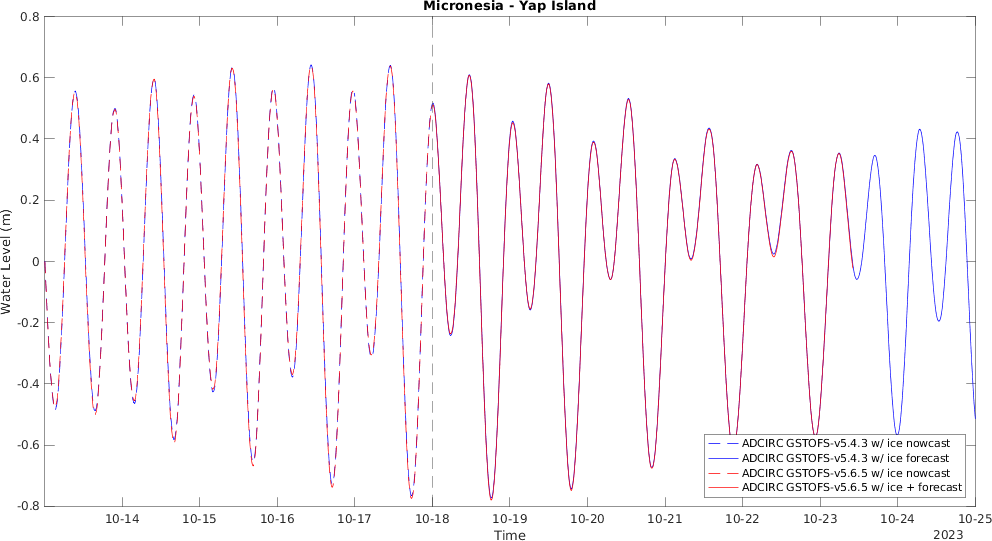 Micronesia - Yap Island
0.8
0.6
0.4
0.2
0
-0.2
-0.4
-0.6
-0.8
Water Level (m)
ADCIRC GSTOFS-v5.4.3 w/ ice nowcast
ADCIRC GSTOFS-v5.4.3 w/ ice forecast
ADCIRC GSTOFS-v5.6.5 w/ ice nowcast
ADCIRC GSTOFS-v5.6.5 w/ ice + forecast
10-14 10-15 10-16 10-17 10-18 10-19 10-20 10-21 10-22 10-23 10-24 10-25
Time
2023